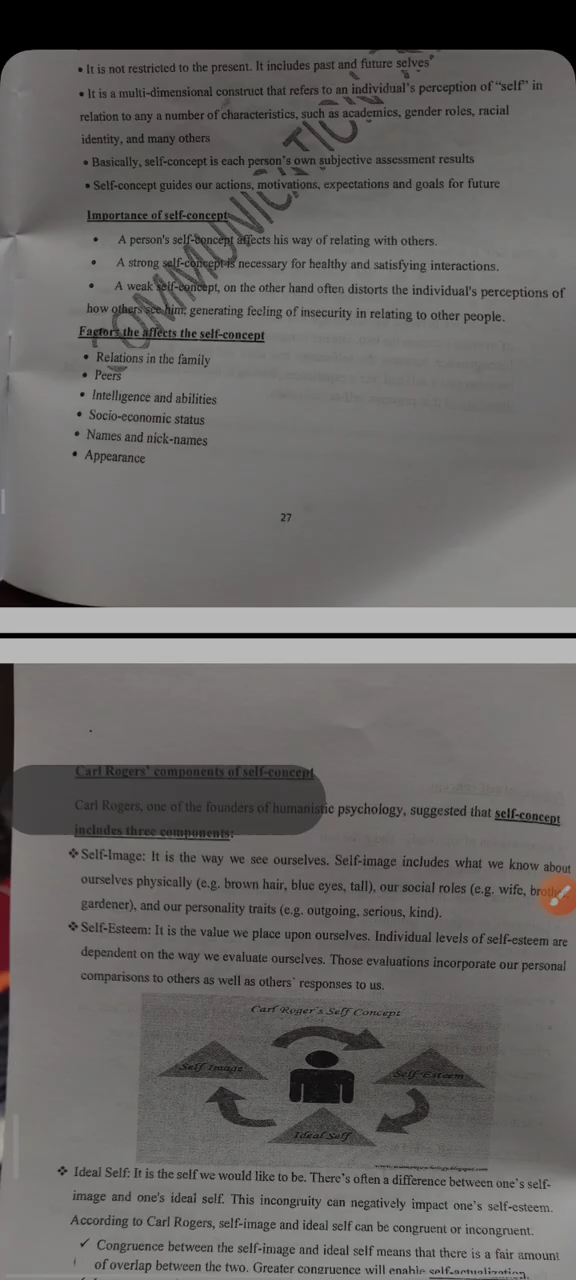 • It is not restricted to the present. It includes past and future selves
• It is a multi-dimensional construct that refers to an individual's perception of "self" in
relation to any a number of characteristics, such as academics, gender roles, racial
identity, and many others
• Basically, self-concept is each person's own subjective assessment results
• Self-concept guides our actions, motivations, expectations and goals for future
Importance of self-concept
• A person's self-concept affects his way of relating with others.
• A strong self-concept is necessary for healthy and satisfying interactions.
• A weak self-concept, on the other hand often distorts the individual's perceptions of
how others see him, generating feeling of insecurity in relating to other people.
Factors the affects the self-concept
• Relations in the family
• Peers
• Intelligence and abilities
• Socio-economic status
• Names and nick-names
• Appearance
COMMUNICATION
27
Carl Rogers' components of self-concept
Carl Rogers, one of the founders of humanistic psychology, suggested that self-concept
includes three components:
❖ Self-Image: It is the way we see ourselves. Self-image includes what we know about
ourselves physically (e.g. brown hair, blue eyes, tall), our social roles (e.g. wife,
gardener), and our personality traits (e.g. outgoing, serious, kind).
❖ Self-Esteem: It is the value we place upon ourselves. Individual levels of self-esteem are
dependent on the way we evaluate ourselves. Those evaluations incorporate our personal
comparisons to others as well as others' responses to us.
Carl Roger's Self Concept
Self Image
Self-Esteem
Ideal Self
❖ Ideal Self: It is the self we would like to be. There's often a difference between one's self-
image and one's ideal self. This incongruity can negatively impact one's self-esteem.
According to Carl Rogers, self-image and ideal self can be congruent or incongruent.
✓ Congruence between the self-image and ideal self means that there is a fair amount
of overlap between the two. Greater congruence will enable self-actualization.